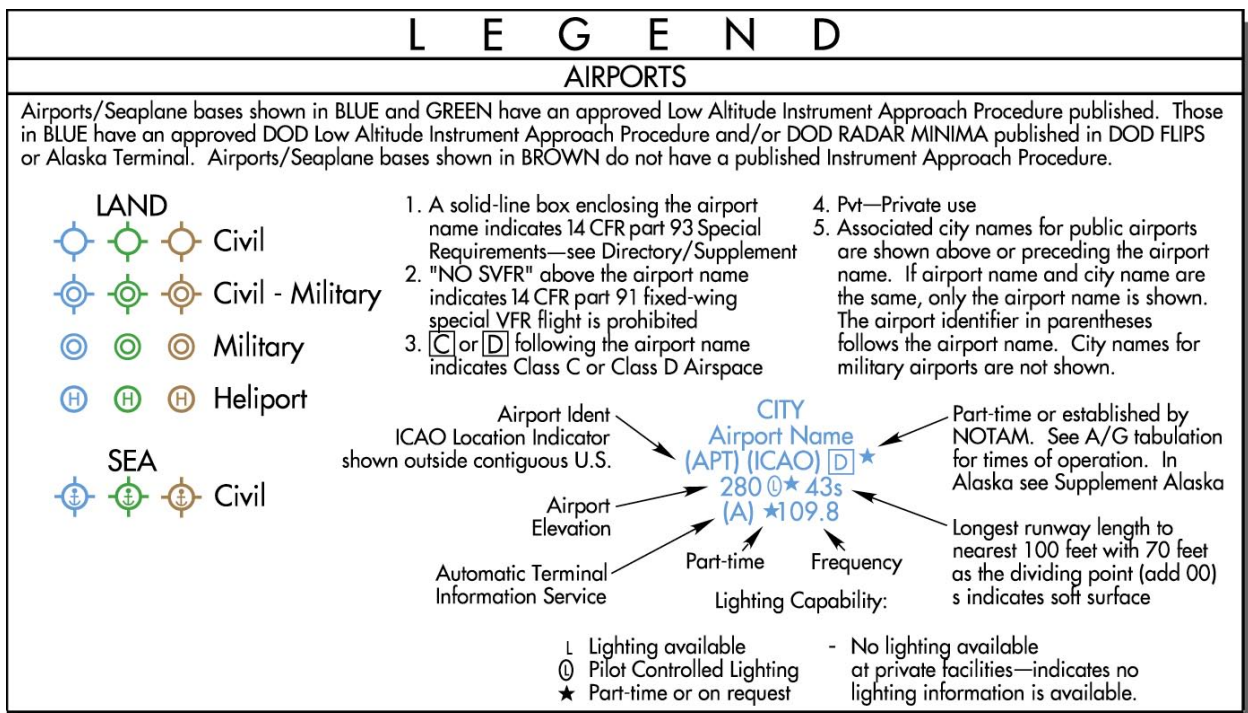 LEGEND
AIRPORTS
Airports/Seaplane bases shown in BLUE and GREEN have an approved Low Altitude Instrument Approach Procedure published. Those
in BLUE have an approved DOD Low Altitude Instrument Approach Procedure and/or DOD RADAR MINIMA published in DOD FLIPS
or Alaska Terminal. Airports/Seaplane bases shown in BROWN do not have a published Instrument Approach Procedure.
LAND
Civil
Civil - Military
Military
H H H Heliport
SEA
Civil
1. A solid-line box enclosing the airport
name indicates 14 CFR part 93 Special
Requirements—see Directory/Supplement
2. "NO SVFR" above the airport name
indicates 14 CFR part 91 fixed-wing
special VFR flight is prohibited
3. C or D following the airport name
indicates Class C or Class D Airspace
4. Pvt—Private use
5. Associated city names for public airports
are shown above or preceding the airport
name. If airport name and city name are
the same, only the airport name is shown.
The airport identifier in parentheses
follows the airport name. City names for
military airports are not shown.
Airport Ident
ICAO Location Indicator
shown outside contiguous U.S.
Airport
Elevation
Automatic Terminal
Information Service
CITY
Airport Name
(APT) (ICAO) D ★
280 Ⓛ★ 43s
(A) ★109.8
Part-time
Frequency
Part-time or established by
NOTAM. See A/G tabulation
for times of operation. In
Alaska see Supplement Alaska
Longest runway length to
nearest 100 feet with 70 feet
as the dividing point (add 00)
s indicates soft surface
Lighting Capability:
L Lighting available
Ⓛ Pilot Controlled Lighting
★ Part-time or on request
- No lighting available
at private facilities—indicates no
lighting information is available.